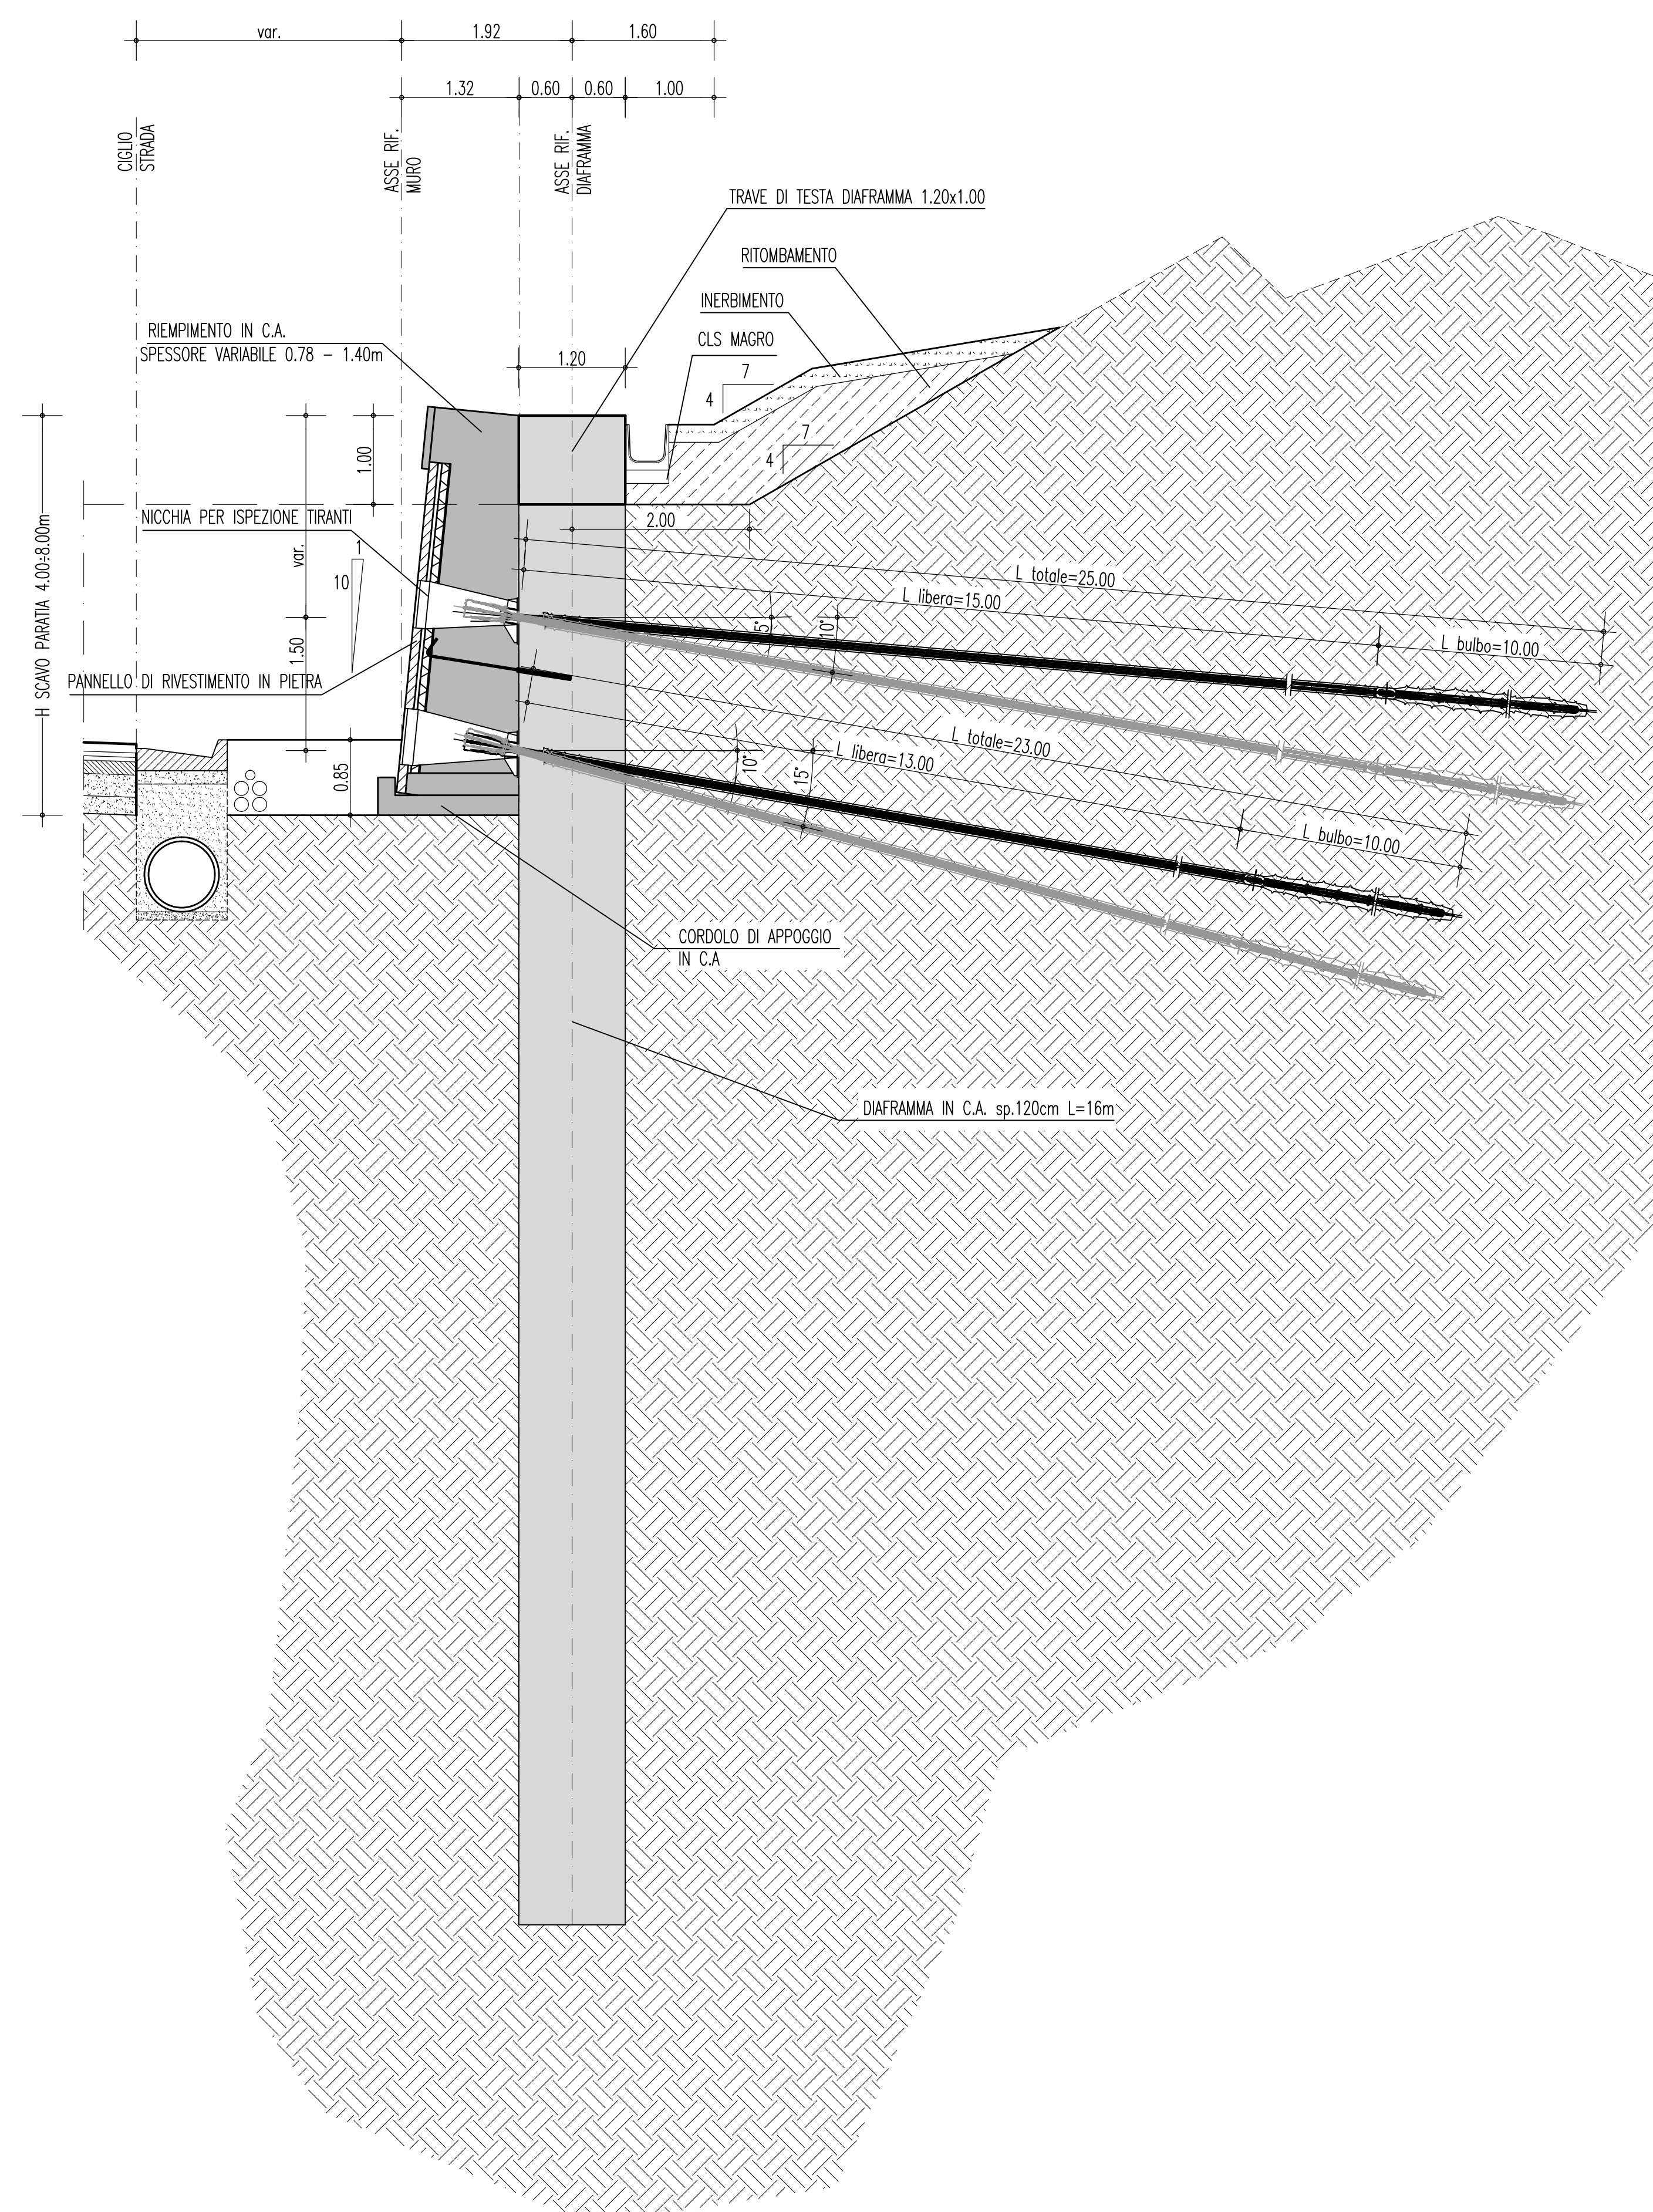 var.
1.92
1.60
1.32
0.60
0.60
1.00
CIGLIO
STRADA
ASSE RIF.
MURO
ASSE RIF.
DIAFRAMMA
TRAVE DI TESTA DIAFRAMMA 1.20x1.00
RITOMBAMENTO
INERBIMENTO
CLS MAGRO
RIEMPIMENTO IN C.A.
SPESSORE VARIABILE 0.78 - 1.40m
1.20
7
4
7
4
1.00
H SCAVO PARATIA 4.00÷8.00m
NICCHIA PER ISPEZIONE TIRANTI
var.
1
10
2.00
L totale=25.00
L libera=15.00
5°
10°
L bulbo=10.00
1.50
PANNELLO DI RIVESTIMENTO IN PIETRA
L totale=23.00
L libera=13.00
10°
15°
0.85
L bulbo=10.00
CORDOLO DI APPOGGIO
IN C.A
DIAFRAMMA IN C.A. sp.120cm L=16m